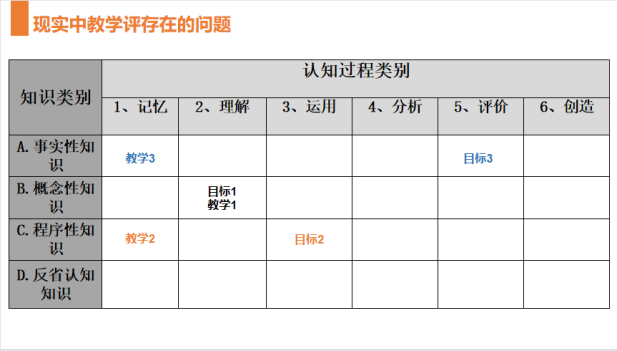 现实中教学评存在的问题
知识类别
认知过程类别
1、记忆 2、理解 3、运用 4、分析 5、评价 6、创造
A.事实性知
识
教学3 目标3
B.概念性知
识
目标1
教学1
C.程序性知
识
教学2 目标2
D.反省认知
知识